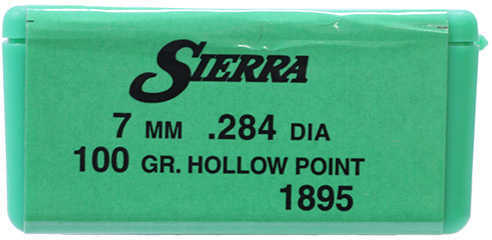 SIERRA
7 MM .284 DIA
100 GR. HOLLOW POINT
1895